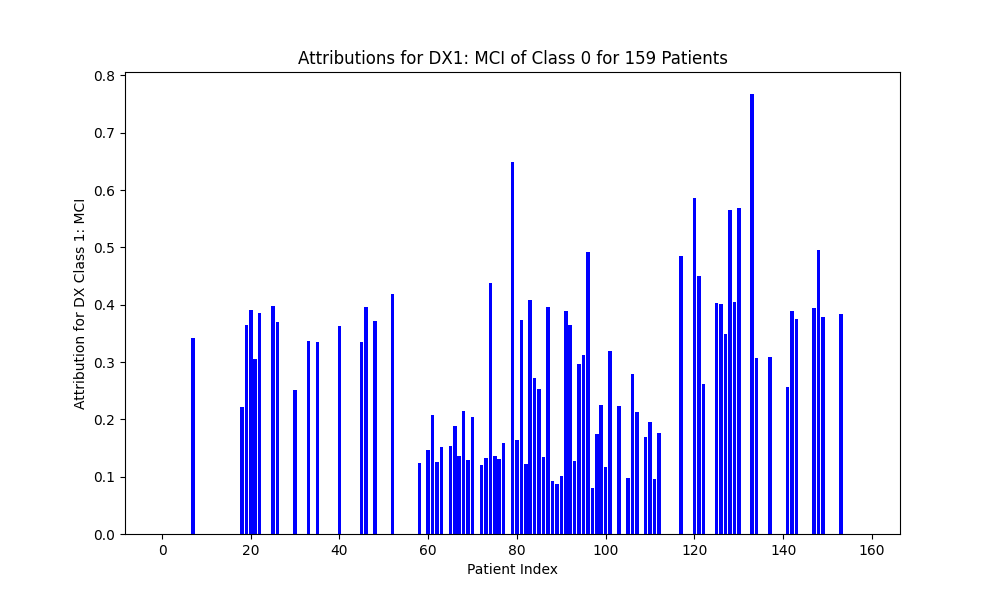 Attributions for DX1: MCI of Class 0 for 159 Patients
Attribution for DX Class 1: MCI
0.8
0.7
0.6
0.5
0.4
0.3
0.2
0.1
0.0
0 20 40 60 80 100 120 140 160
Patient Index